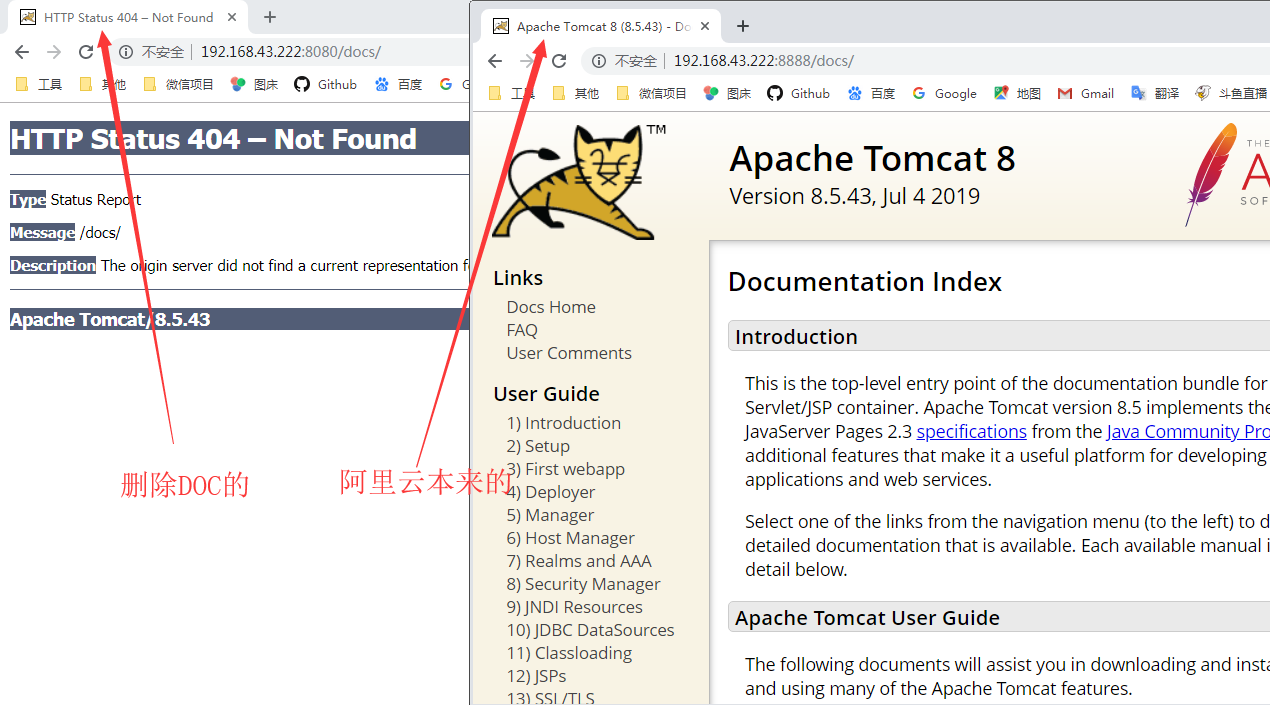 HTTP Status 404 – Not Found
不安全 192.168.43.222:8080/docs/
工具 其他 微信项目 图床 Github 百度
HTTP Status 404 – Not Found
Type Status Report
Message /docs/
Description The origin server did not find a current representation
Apache Tomcat/8.5.43
删除DOC的
Apache Tomcat 8 (8.5.43) - Do
不安全 192.168.43.222:8888/docs/
工具 其他 微信项目 图床 Github 百度 Google 地图 Gmail 翻译 斗鱼直播
TM
Apache Tomcat 8
Version 8.5.43, Jul 4 2019
THE
A
SOF
Links
Docs Home
FAQ
User Comments
User Guide
1) Introduction
2) Setup
3) First webapp
4) Deployer
5) Manager
6) Host Manager
7) Realms and AAA
8) Security Manager
9) JNDI Resources
10) JDBC DataSources
11) Classloading
12) JSPs
13) SSL/TLS
阿里云本来的
Documentation Index
Introduction
This is the top-level entry point of the documentation bundle for
Servlet/JSP container. Apache Tomcat version 8.5 implements the
JavaServer Pages 2.3 specifications from the Java Community Pro
additional features that make it a useful platform for developing
applications and web services.
Select one of the links from the navigation menu (to the left) to d
detailed documentation that is available. Each available manual i
detail below.
Apache Tomcat User Guide
The following documents will assist you in downloading and insta
and using many of the Apache Tomcat features.